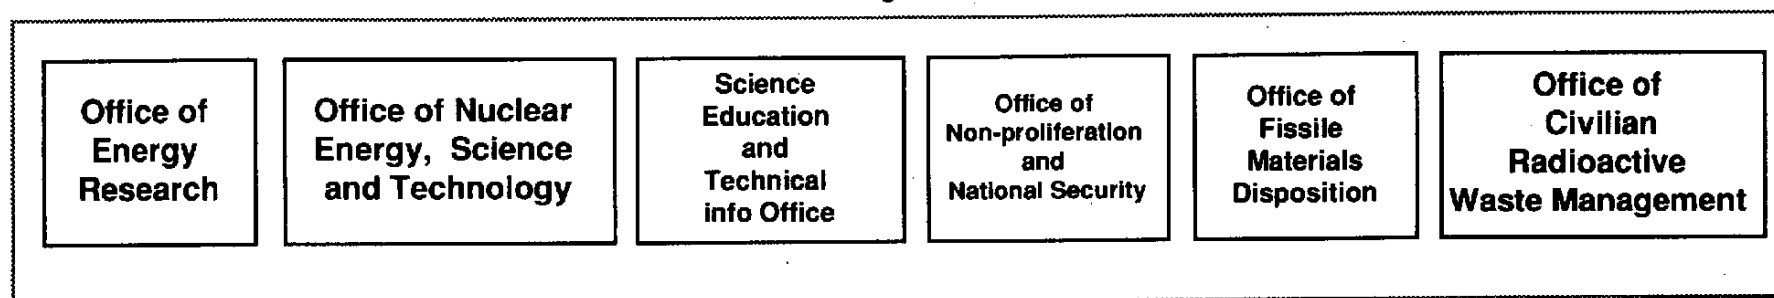 Office of
Energy
Research
Office of Nuclear
Energy, Science
and Technology
Science
Education
and
Technical
info Office
Office of
Non-proliferation
and
National Security
Office of
Fissile
Materials
Disposition
Office of
Civilian
Radioactive
Waste Management